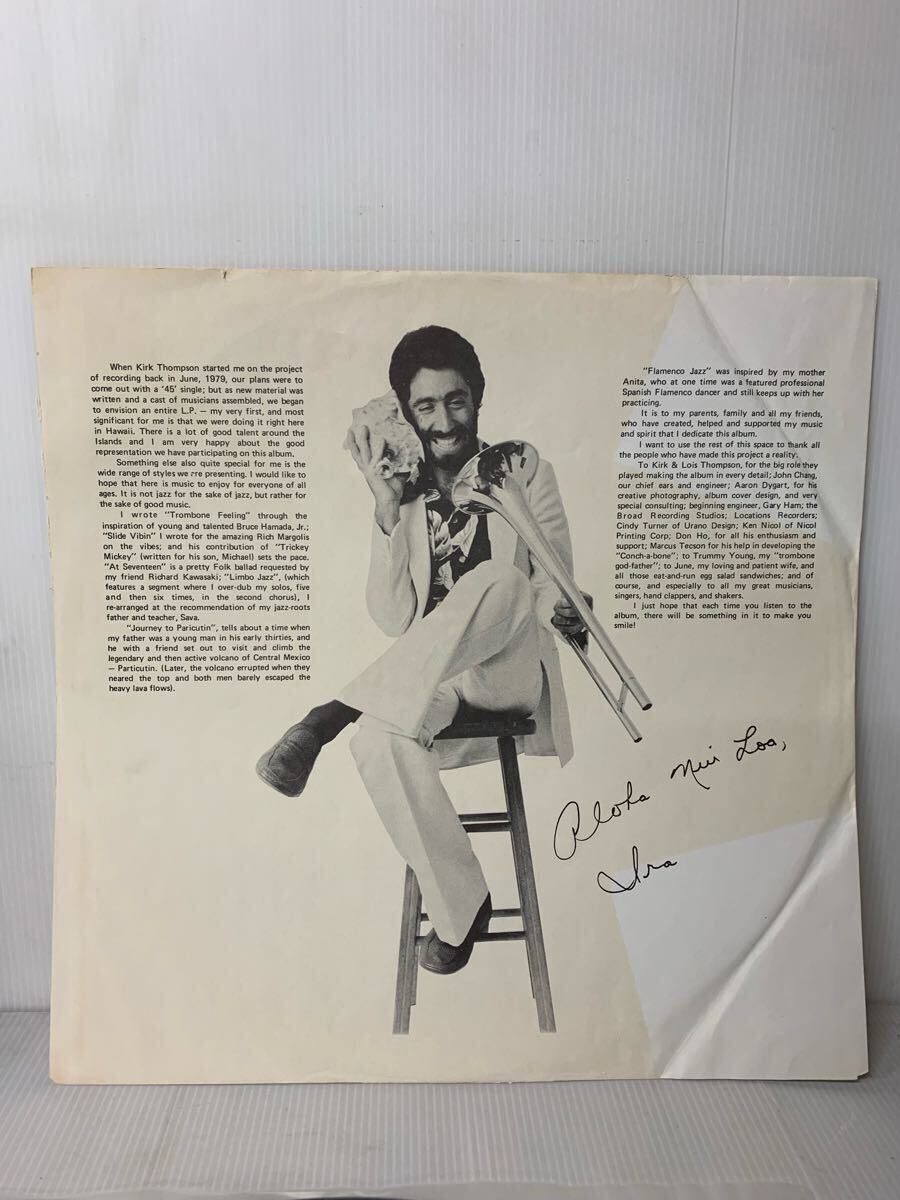 When Kirk Thompson started me on the project
of recording back in June, 1979, our plans were to
come out with a '45' single; but as new material was
written and a cast of musicians assembled, we began
to envision an entire L.P. — my very first, and most
significant for me is that we were doing it right here
in Hawaii. There is a lot of good talent around the
Islands and I am very happy about the good
representation we have participating on this album.
Something else also quite special for me is the
wide range of styles we are presenting. I would like to
hope that here is music to enjoy for everyone of all
ages. It is not jazz for the sake of jazz, but rather for
the sake of good music.
I wrote "Trombone Feeling" through the
inspiration of young and talented Bruce Hamada, Jr.;
"Slide Vibin" I wrote for the amazing Rich Margolis
on the vibes; and his contribution of "Trickey
Mickey" (written for his son, Michael) sets the pace.
"At Seventeen" is a pretty Folk ballad requested by
my friend Richard Kawasaki; "Limbo Jazz", (which
features a segment where I over-dub my solos, five
and then six times, in the second chorus), I
re-arranged at the recommendation of my jazz-roots
father and teacher, Sava.
"Journey to Paricutin", tells about a time when
my father was a young man in his early thirties, and
he with a friend set out to visit and climb the
legendary and then active volcano of Central Mexico
— Particutin. (Later, the volcano errupted when they
neared the top and both men barely escaped the
heavy lava flows).
"Flamenco Jazz" was inspired by my mother
Anita, who at one time was a featured professional
Spanish Flamenco dancer and still keeps up with her
practicing.
It is to my parents, family and all my friends,
who have created, helped and supported my music
and spirit that I dedicate this album.
I want to use the rest of this space to thank all
the people who have made this project a reality.
To Kirk & Lois Thompson, for the big role they
played making the album in every detail; John Chang,
our chief ears and engineer; Aaron Dygart, for his
creative photography, album cover design, and very
special consulting; beginning engineer, Gary Ham; the
Broad Recording Studios; Locations Recorders;
Cindy Turner of Urano Design; Ken Nicol of Nicol
Printing Corp; Don Ho, for all his enthusiasm and
support; Marcus Tecson for his help in developing the
"Conch-a-bone"; to Trummy Young, my "trombone
god-father"; to June, my loving and patient wife, and
all those eat-and-run egg salad sandwiches; and of
course, and especially to all my great musicians,
singers, hand clappers, and shakers.
I just hope that each time you listen to the
album, there will be something in it to make you
smile!
Aloha Nui Loa,
Ira